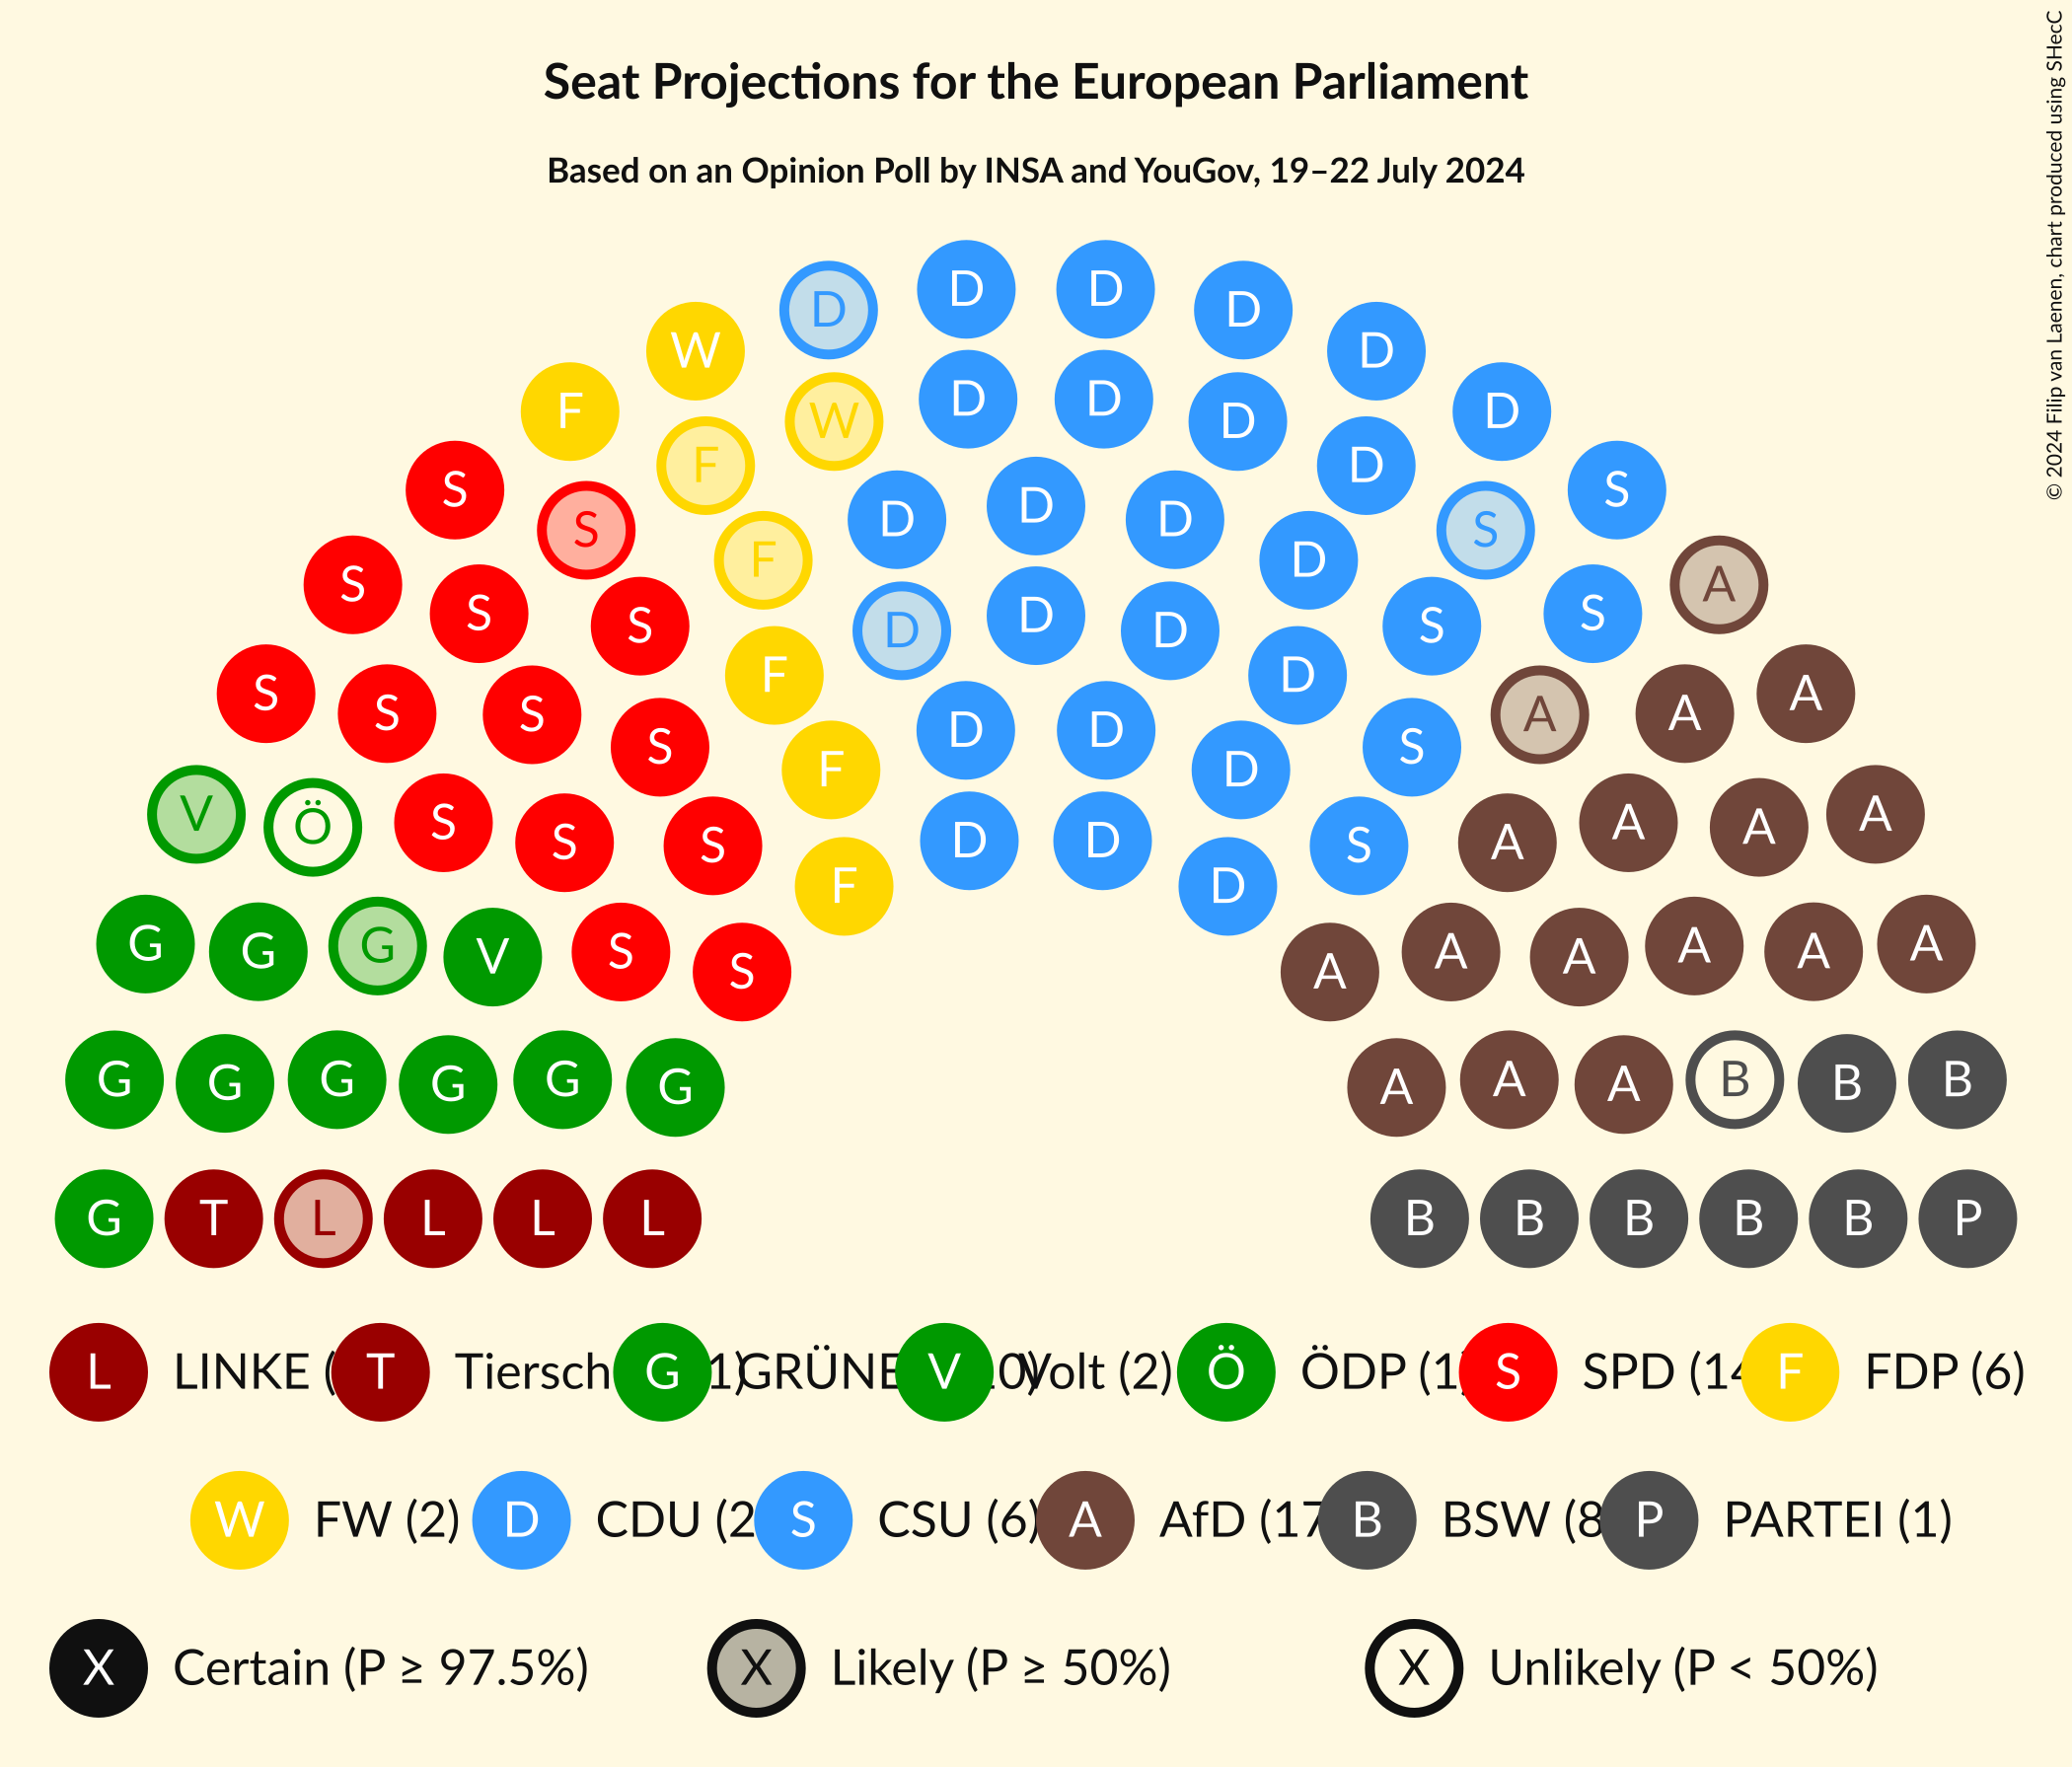 Seat Projections for the European Parliament
Based on an Opinion Poll by INSA and YouGov, 19–22 July 2024
© 2024 Filip van Laenen, chart produced using SHecC
D D D D
W D
F D D D D D
W D
F D
S D D D S
S F S
F D A
S S D D D D S
S S D D D D S
S S F D A A A
S S F D D D S
V Ö S S S F D D D S A A A A
G G G V S S A A A A A A
G G G G G G A A A B B B
G T L L L L B B B B B P
L LINKE ( T Tiersch G 1) GRÜNE V 0) Volt (2) Ö ÖDP (1) S SPD (14 F FDP (6)
W FW (2) D CDU (2 S CSU (6) A AfD (17 B BSW (8 P PARTEI (1)
X Certain (P ≥ 97.5%) X Likely (P ≥ 50%) X Unlikely (P < 50%)